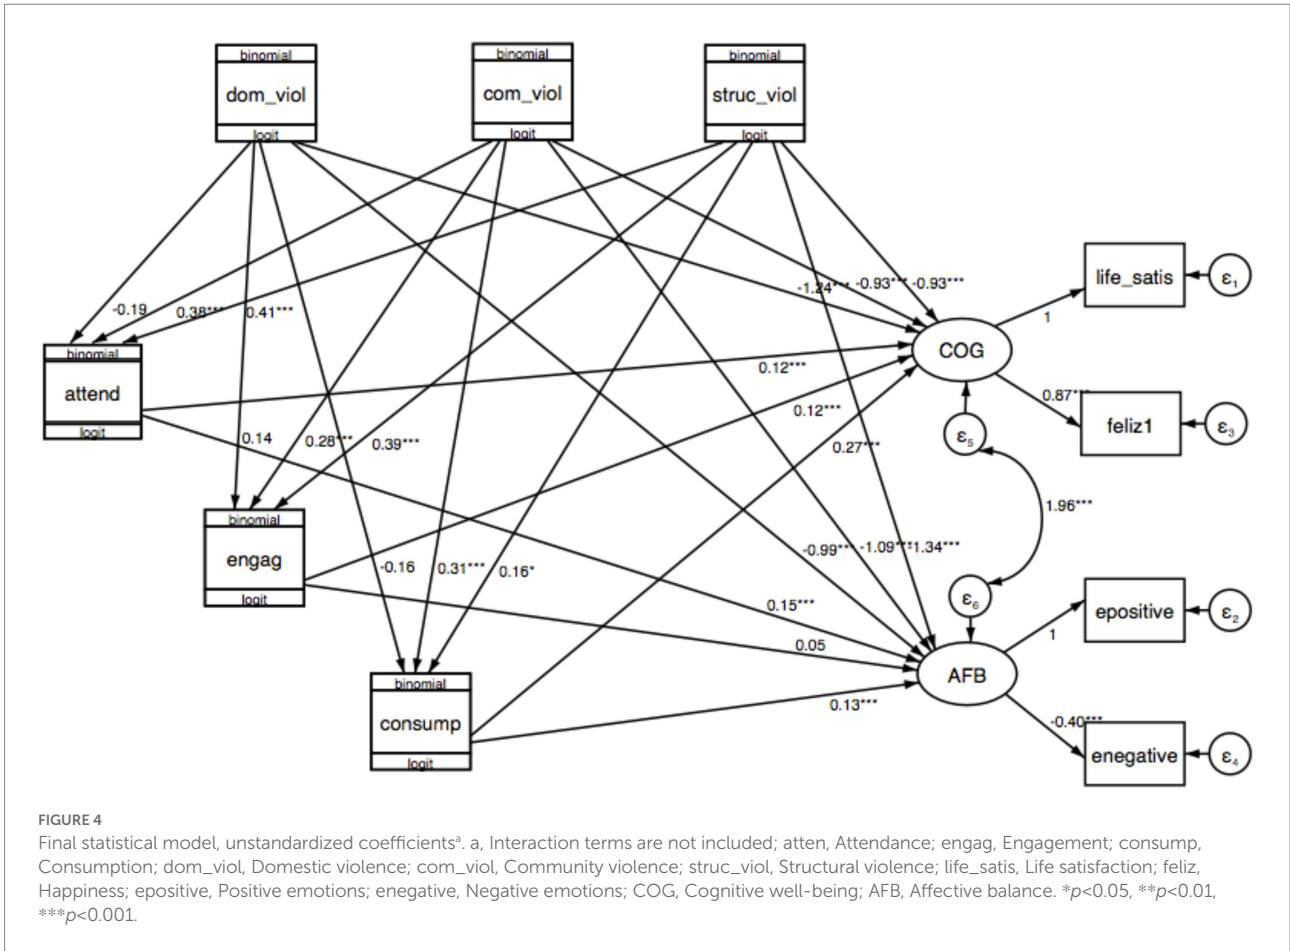 binomial
dom_viol
logit
binomial
com_viol
logit
binomial
struc_viol
logit
-1.24*** -0.93*** -0.93***
life_satis
ε1
-0.19
0.38***
0.41***
1
binomial
attend
logit
COG
0.12***
0.87***
feliz1
ε3
0.12***
ε5
0.14
0.28***
0.39***
0.27***
1.96***
binomial
engag
logit
-0.99***
-1.09***
-1.34***
-0.16
0.31***
0.16*
ε6
0.15***
epositive
ε2
1
0.05
binomial
consump
logit
AFB
0.13***
-0.40***
enegative
ε4
FIGURE 4
Final statistical model, unstandardized coefficientsᵃ. a, Interaction terms are not included; atten, Attendance; engag, Engagement; consump,
Consumption; dom_viol, Domestic violence; com_viol, Community violence; struc_viol, Structural violence; life_satis, Life satisfaction; feliz,
Happiness; epositive, Positive emotions; enegative, Negative emotions; COG, Cognitive well-being; AFB, Affective balance. *p<0.05, **p<0.01,
***p<0.001.